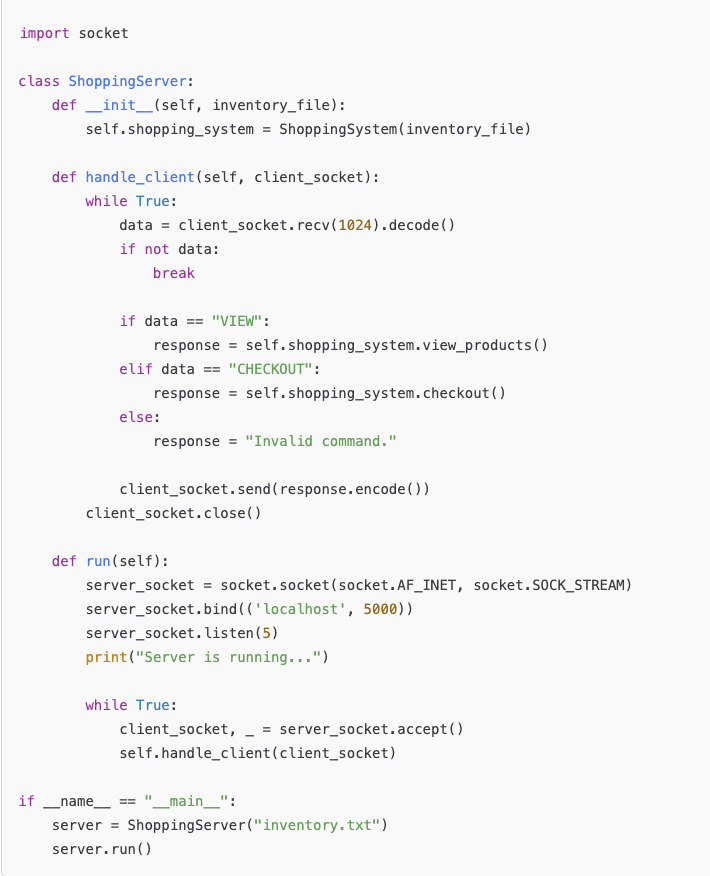 import socket

class ShoppingServer:
    def __init__(self, inventory_file):
        self.shopping_system = ShoppingSystem(inventory_file)

    def handle_client(self, client_socket):
        while True:
            data = client_socket.recv(1024).decode()
            if not data:
                break

            if data == "VIEW":
                response = self.shopping_system.view_products()
            elif data == "CHECKOUT":
                response = self.shopping_system.checkout()
            else:
                response = "Invalid command."

            client_socket.send(response.encode())
        client_socket.close()

    def run(self):
        server_socket = socket.socket(socket.AF_INET, socket.SOCK_STREAM)
        server_socket.bind(('localhost', 5000))
        server_socket.listen(5)
        print("Server is running...")

        while True:
            client_socket, _ = server_socket.accept()
            self.handle_client(client_socket)

if __name__ == "__main__":
    server = ShoppingServer("inventory.txt")
    server.run()